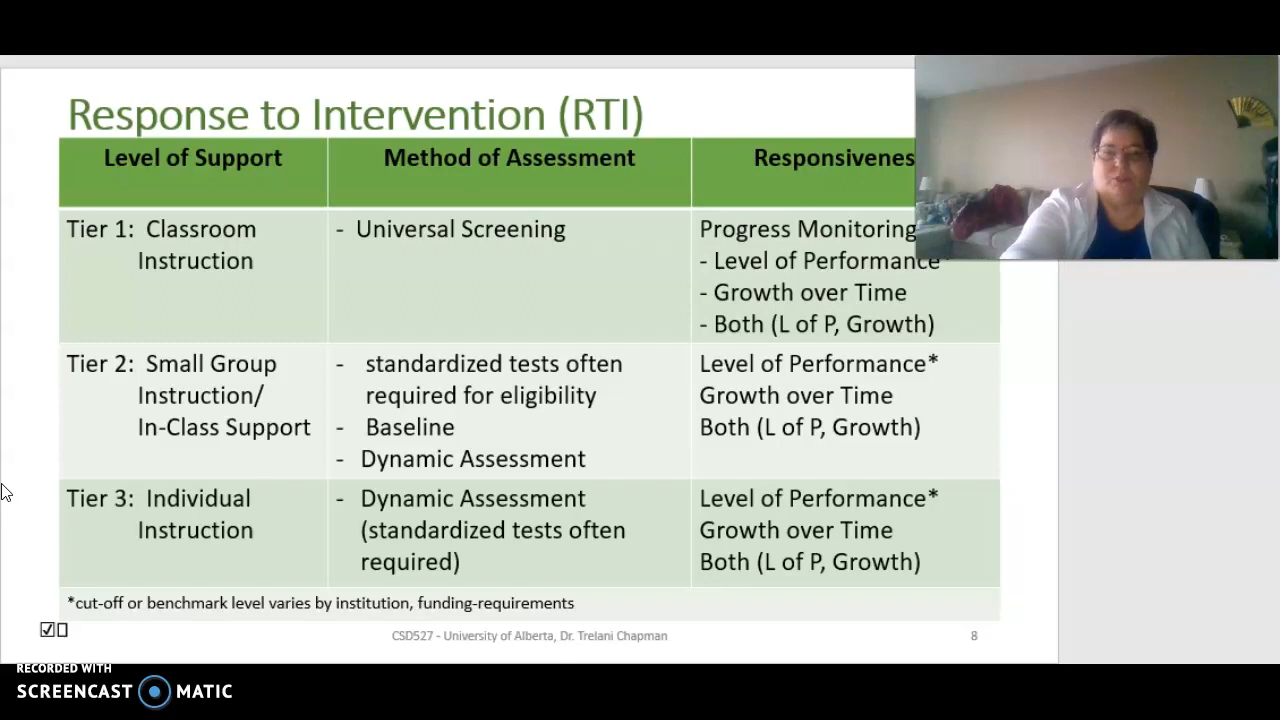 Response to Intervention (RTI)
Level of Support
Method of Assessment
Responsivenes
Tier 1: Classroom
Instruction
- Universal Screening
Progress Monitoring
- Level of Performance*
- Growth over Time
- Both (L of P, Growth)
Tier 2: Small Group
Instruction/
In-Class Support
- standardized tests often
required for eligibility
- Baseline
- Dynamic Assessment
Level of Performance*
Growth over Time
Both (L of P, Growth)
Tier 3: Individual
Instruction
- Dynamic Assessment
(standardized tests often
required)
Level of Performance*
Growth over Time
Both (L of P, Growth)
*cut-off or benchmark level varies by institution, funding-requirements
CSD527 - University of Alberta, Dr. Trelani Chapman
8
RECORDED WITH
SCREENCAST MATIC